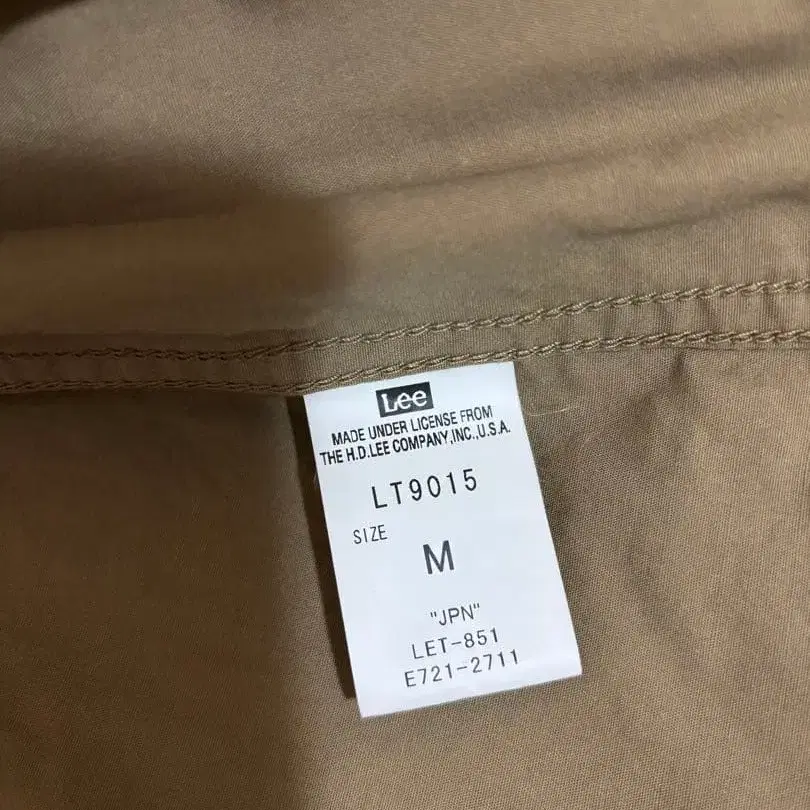 Lee
MADE UNDER LICENSE FROM
THE H.D.LEE COMPANY,INC.,U.S.A.
LT9015
SIZE
M
"JPN"
LET-851
E721-2711